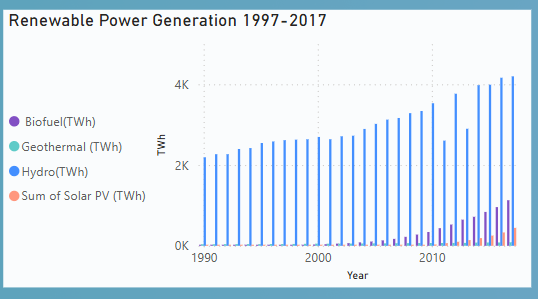 Renewable Power Generation 1997-2017
4K
2K
0K
TWh
1990
2000
2010
Year
Biofuel(TWh)
Geothermal (TWh)
Hydro(TWh)
Sum of Solar PV (TWh)